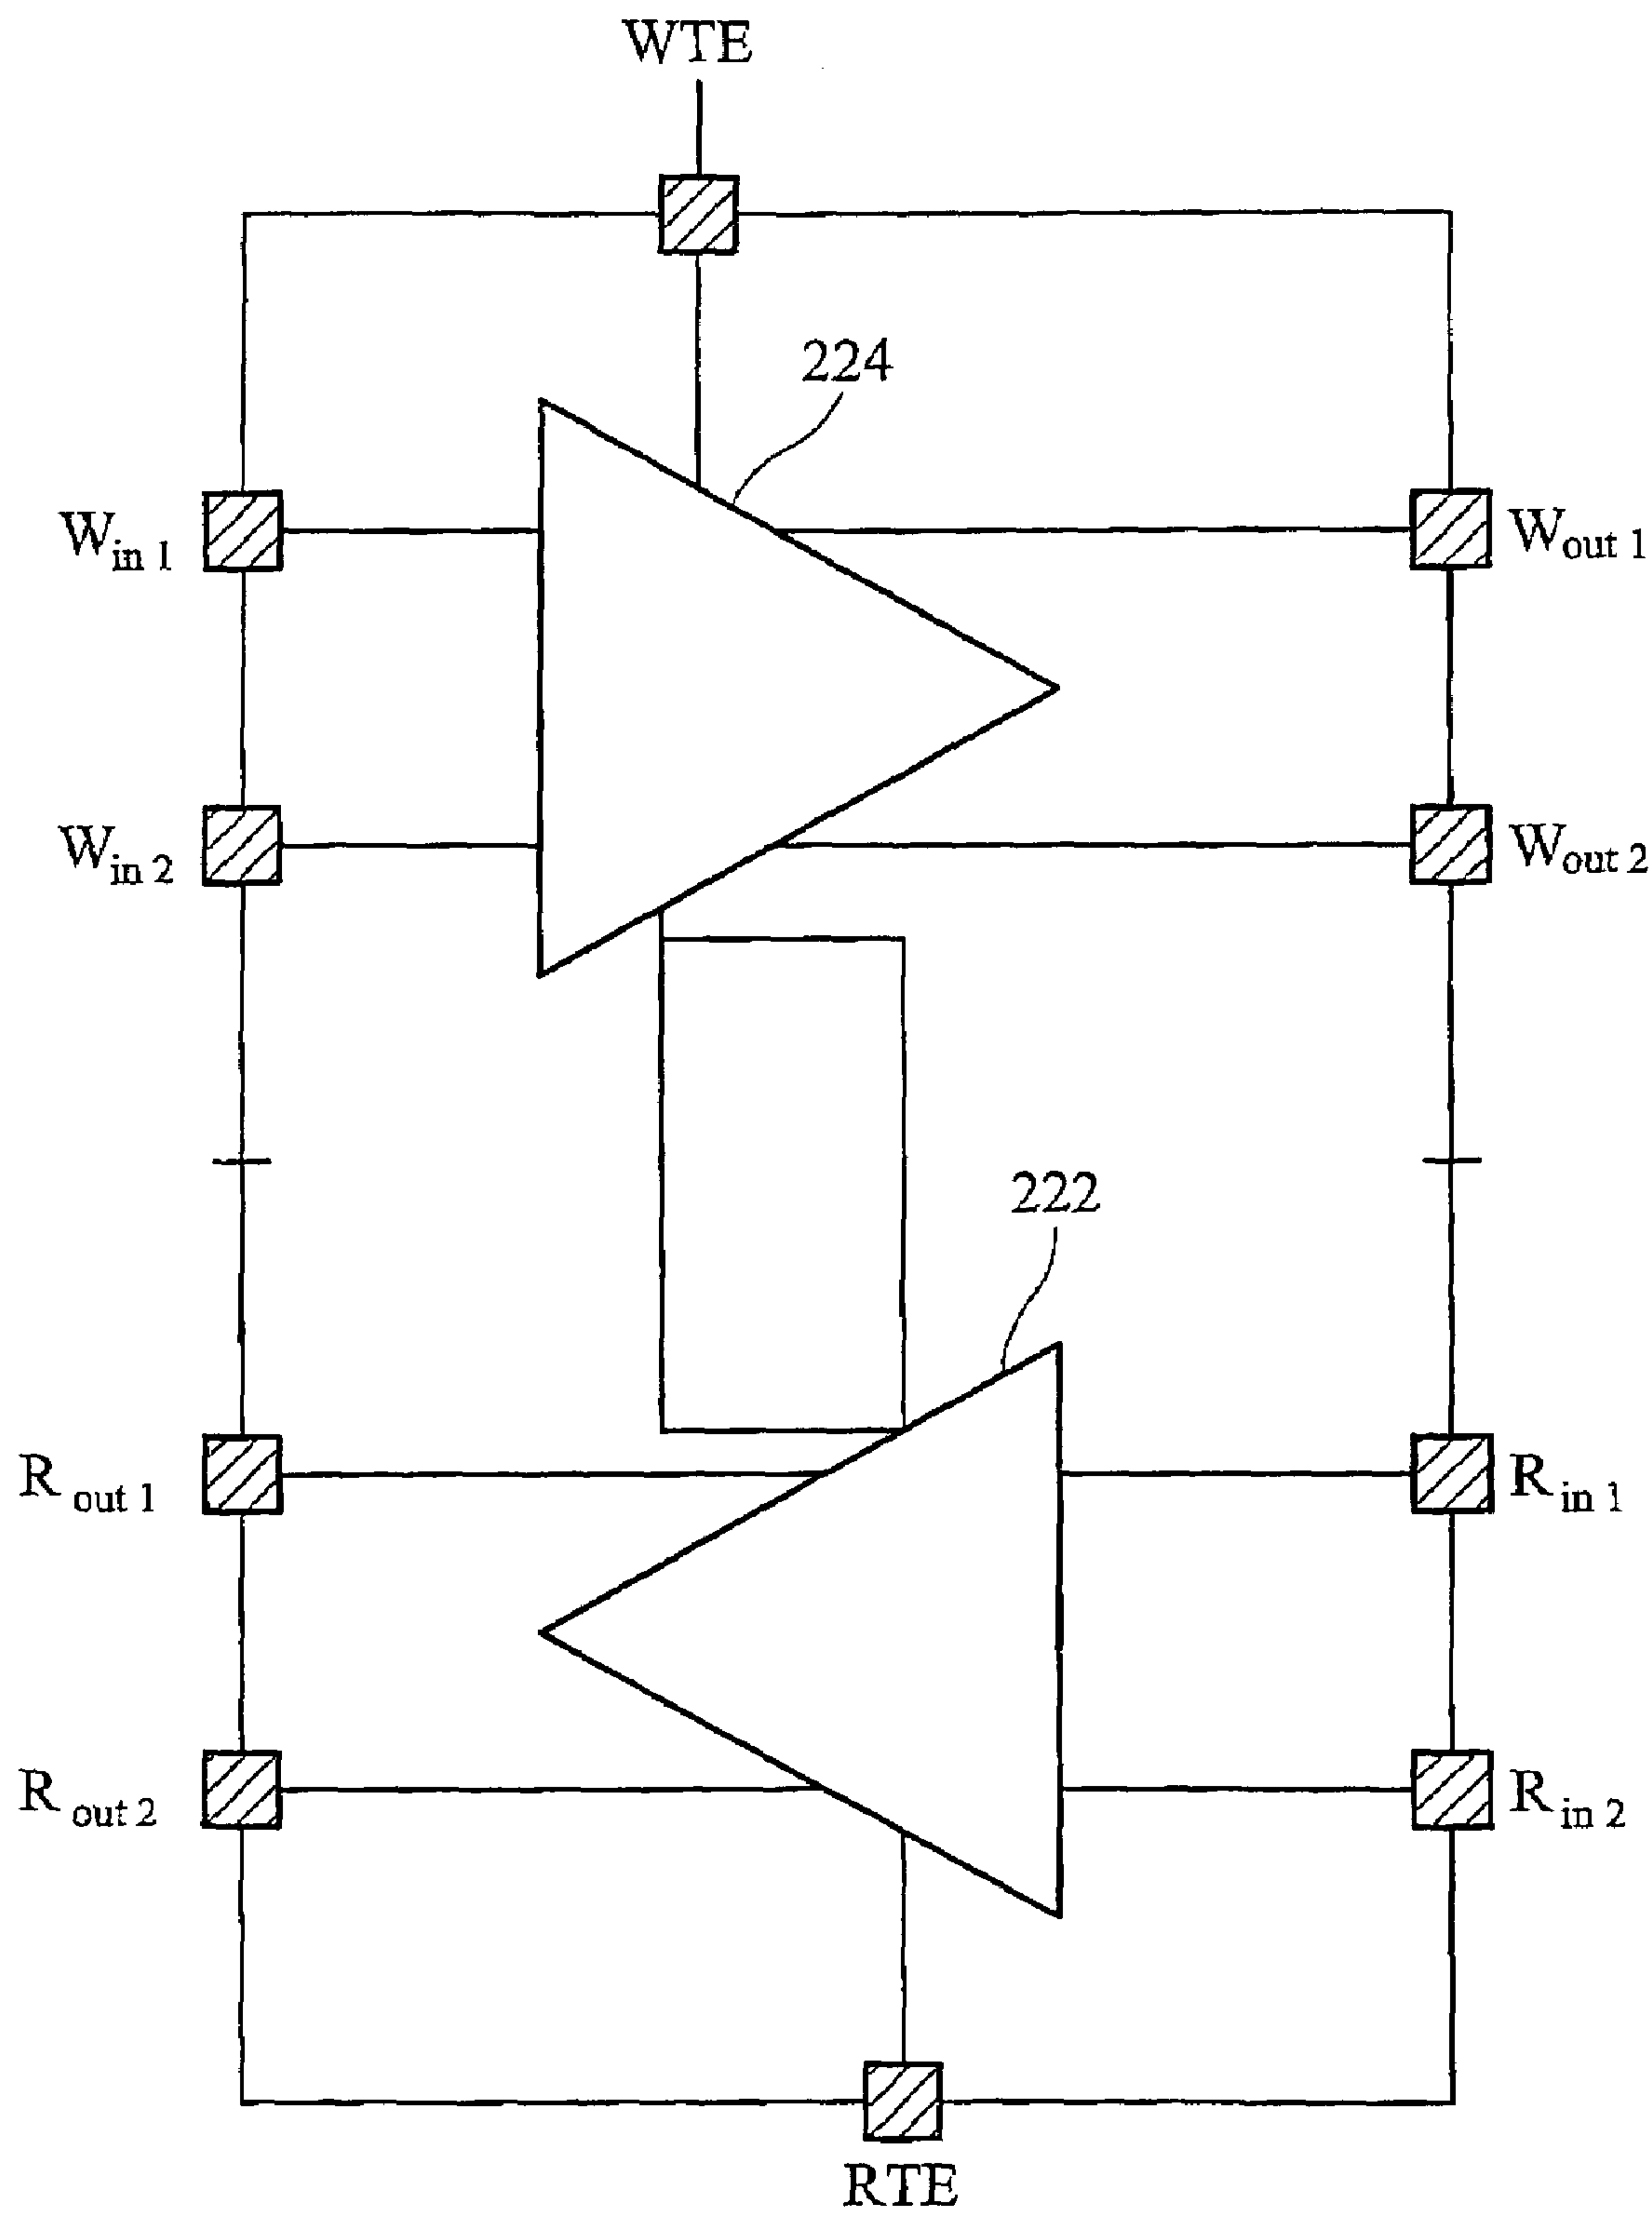 WTE
224
W in 1
W out 1
W in 2
W out 2
222
R out 1
R in 1
R out 2
R in 2
RTE